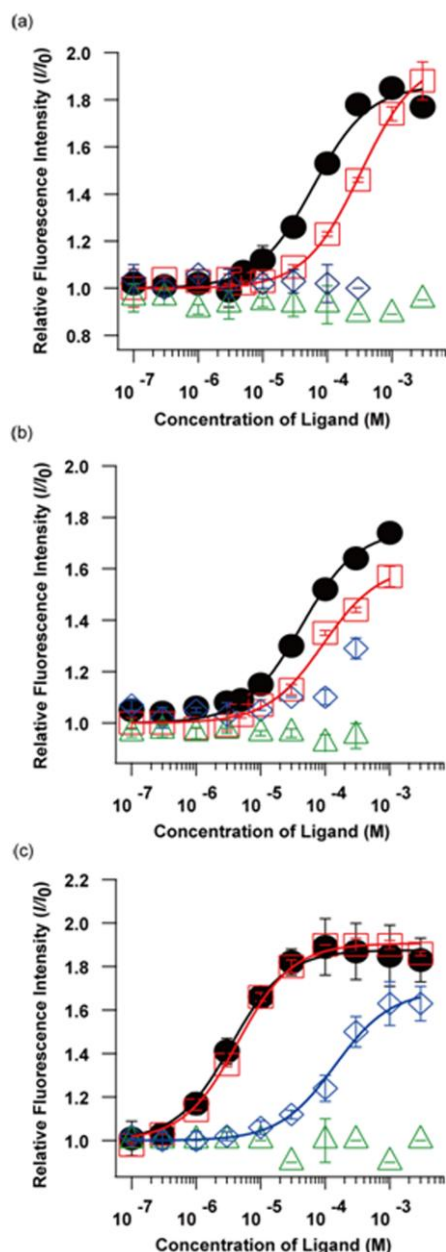 (a)
Relative Fluorescence Intensity (I/I0)
2.0
1.8
1.6
1.4
1.2
1.0
0.8
10-7 10-6 10-5 10-4 10-3
Concentration of Ligand (M)
(b)
Relative Fluorescence Intensity (I/I0)
2.0
1.8
1.6
1.4
1.2
1.0
10-7 10-6 10-5 10-4 10-3
Concentration of Ligand (M)
(c)
Relative Fluorescence Intensity (I/I0)
2.2
2.0
1.8
1.6
1.4
1.2
1.0
10-7 10-6 10-5 10-4 10-3
Concentration of Ligand (M)